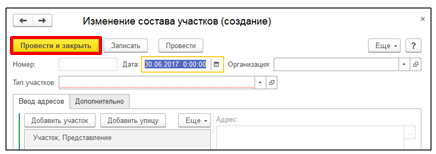 Изменение состава участков (создание)
Провести и закрыть Записать Провести Еще ?
Номер: Дата: 30.06.2017 0:00:00 Организация:
Тип участков:
Ввод адресов Дополнительно
Добавить участок Добавить улицу Еще Адрес:
Участок, Представление